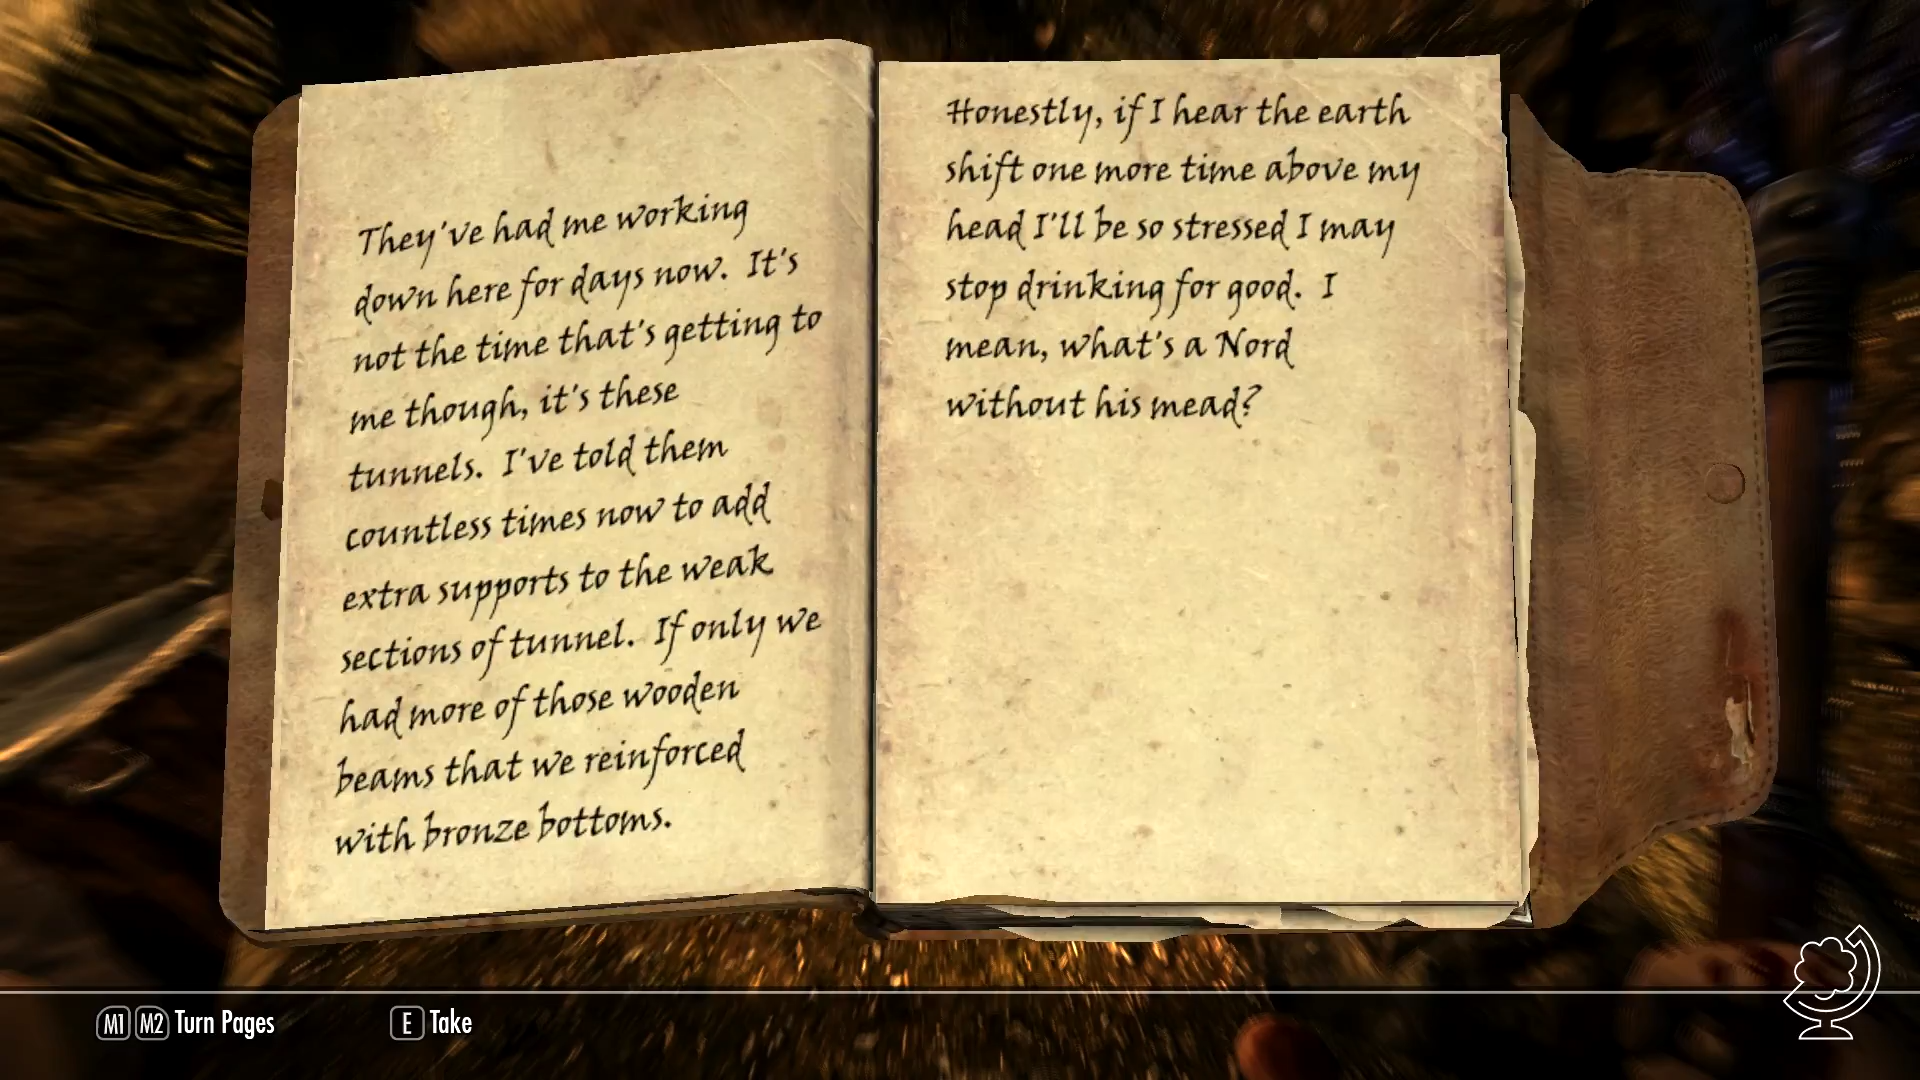 They've had me working
down here for days now.  It's
not the time that's getting to
me though, it's these
tunnels.  I've told them
countless times now to add
extra supports to the weak
sections of tunnel.  If only we
had more of those wooden
beams that we reinforced
with bronze bottoms.
Honestly, if I hear the earth
shift one more time above my
head I'll be so stressed I may
stop drinking for good.  I
mean, what's a Nord
without his mead?
M1 M2 Turn Pages
E Take